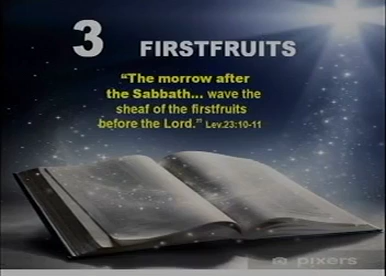 3 FIRSTFRUITS
“The morrow after
the Sabbath... wave the
sheaf of the firstfruits
before the Lord.” Lev.23:10-11
pixers